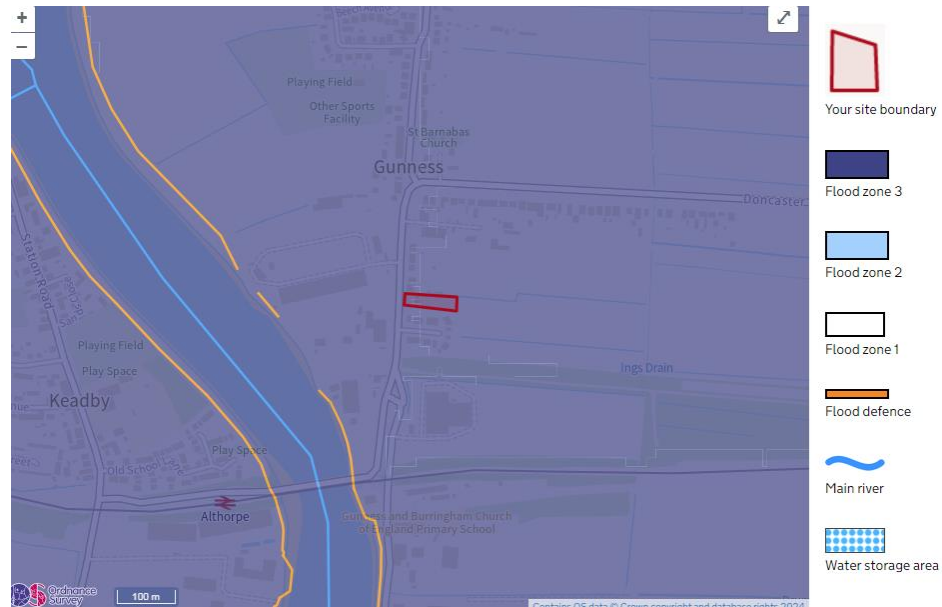 +
−
Playing Field
Other Sports
Facility
St Barnabas
Church
Gunness
Doncaster
Station Road
Playing Field
Play Space
Keadby
Ings Drain
Play Space
Old School Lane
Althorpe
Gunness and Burringham Church
of England Primary School
Ordnance
Survey
100 m
Contains OS data © Crown copyright and database rights 2024
Your site boundary
Flood zone 3
Flood zone 2
Flood zone 1
Flood defence
Main river
Water storage area